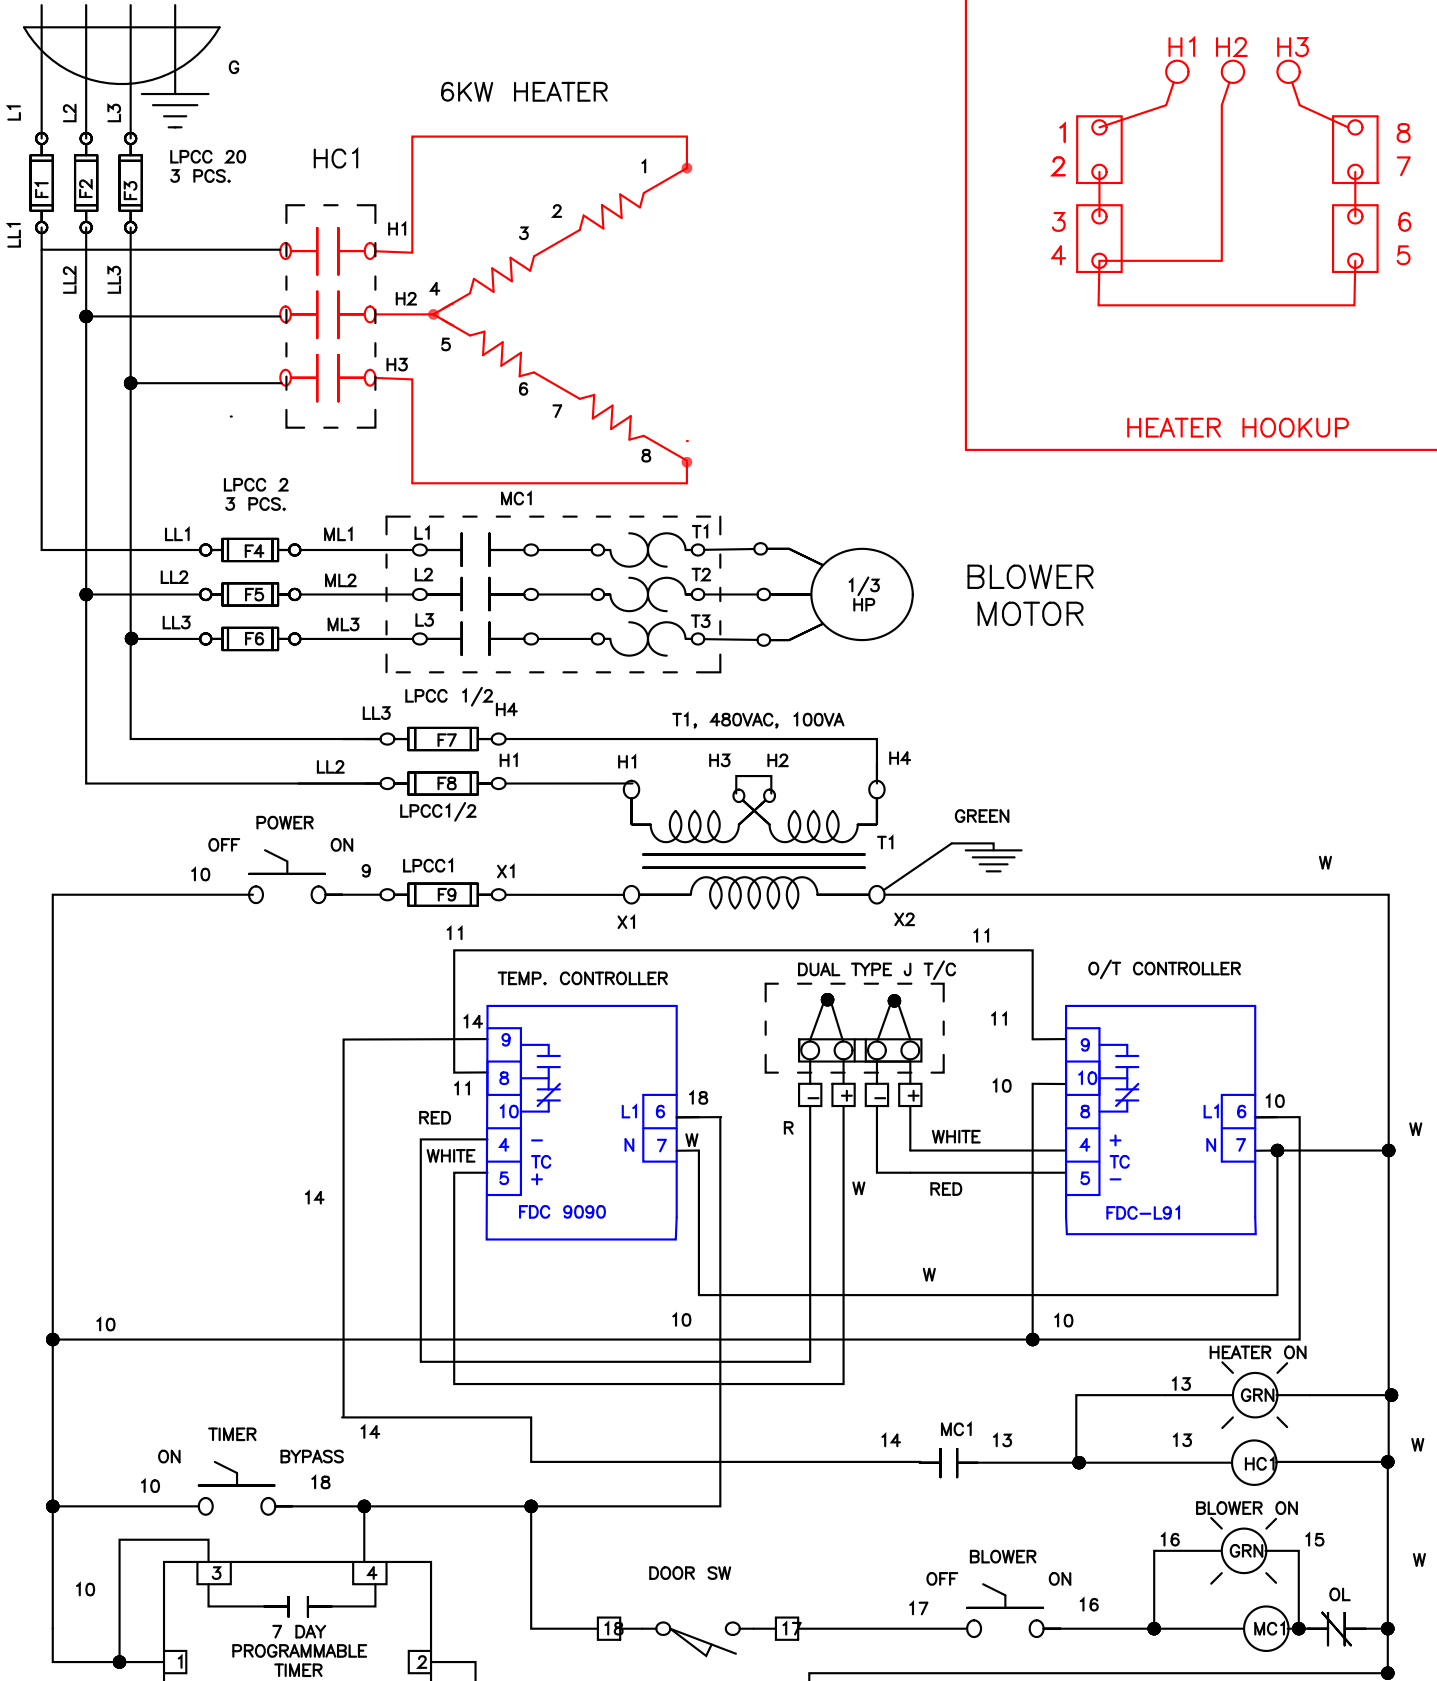 H1 H2 H3
G
6KW HEATER
L1
L2
L3
1
8
2
7
LPCC 20
3 PCS.
HC1
F1
F2
F3
1
2
3
6
3
4
5
H1
LL1
LL2
LL3
H2
4
5
H3
6
7
8
HEATER HOOKUP
LPCC 2
3 PCS.
MC1
LL1
F4
ML1
L1
T1
LL2
F5
ML2
L2
T2
1/3
HP
BLOWER
MOTOR
LL3
F6
ML3
L3
T3
LPCC 1/2
LL3
F7
H4
T1, 480VAC, 100VA
LL2
F8
H1
H1
H3
H2
H4
LPCC1/2
POWER
OFF
ON
T1
GREEN
10
9
LPCC1
F9
X1
X1
X2
W
11
11
TEMP. CONTROLLER
DUAL TYPE J T/C
O/T CONTROLLER
14
9
11
9
11
8
10
10
RED
10
8
L1
6
18
L1
6
10
R
WHITE
4
−
N
7
W
WHITE
4
+
N
7
W
TC
TC
5
+
5
−
−
+
−
+
14
W
RED
FDC 9090
FDC−L91
W
10
10
10
HEATER ON
13
GRN
14
14
MC1
13
13
HC1
W
TIMER
ON
BYPASS
10
18
BLOWER ON
16
GRN
15
W
3
4
10
DOOR SW
BLOWER
OFF
ON
18
17
17
16
MC1
OL
7 DAY
PROGRAMMABLE
TIMER
1
2